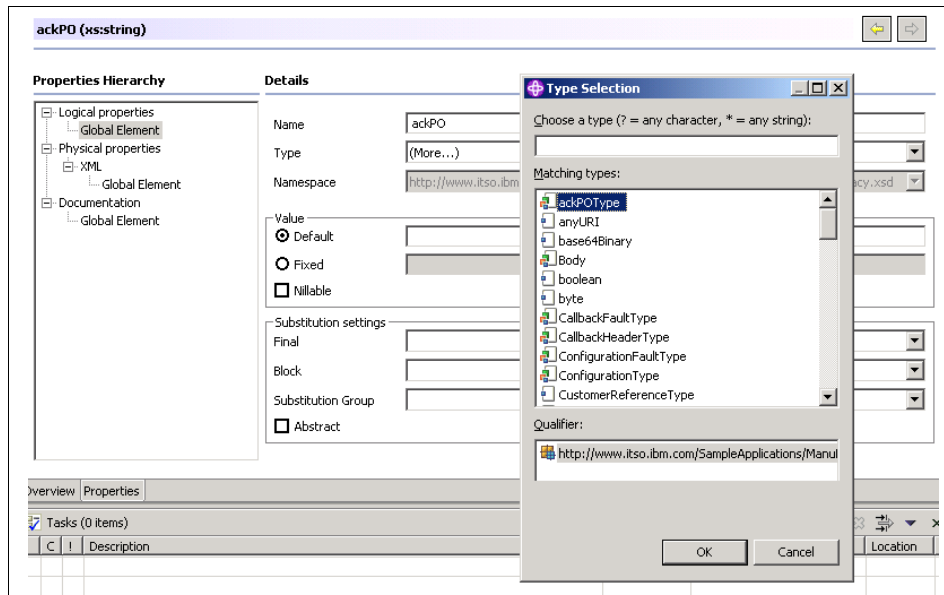 ackPO (xs:string)
Properties Hierarchy
Details
Logical properties
Global Element
Physical properties
XML
Global Element
Documentation
Global Element
Name
ackPO
Type
(More...)
Namespace
http://www.itso.ibm
acy.xsd
Value
Default
Fixed
Nillable
Substitution settings
Final
Block
Substitution Group
Abstract
Type Selection
Choose a type (? = any character, * = any string):
Matching types:
ackPOType
anyURI
base64Binary
Body
boolean
byte
CallbackFaultType
CallbackHeaderType
ConfigurationFaultType
ConfigurationType
CustomerReferenceType
Qualifier:
http://www.itso.ibm.com/SampleApplications/Manuf
OK
Cancel
Overview
Properties
Tasks (0 items)
C
!
Description
Location